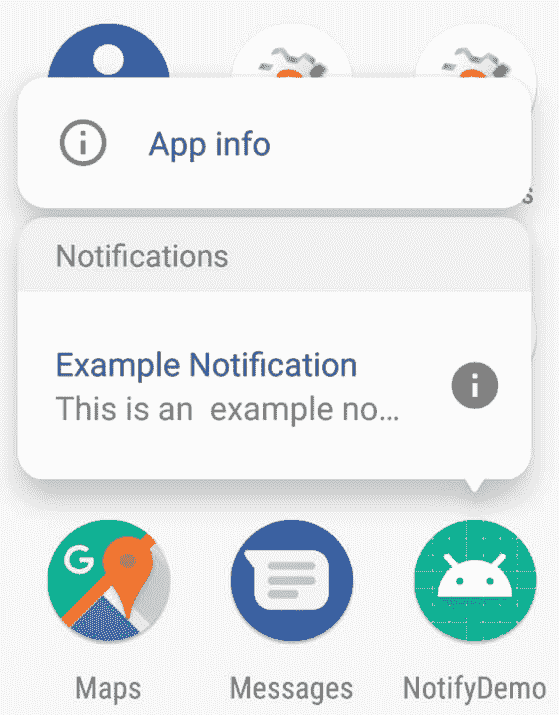 App info
s
Notifications
Example Notification
This is an example no...
G
Maps
Messages
NotifyDemo